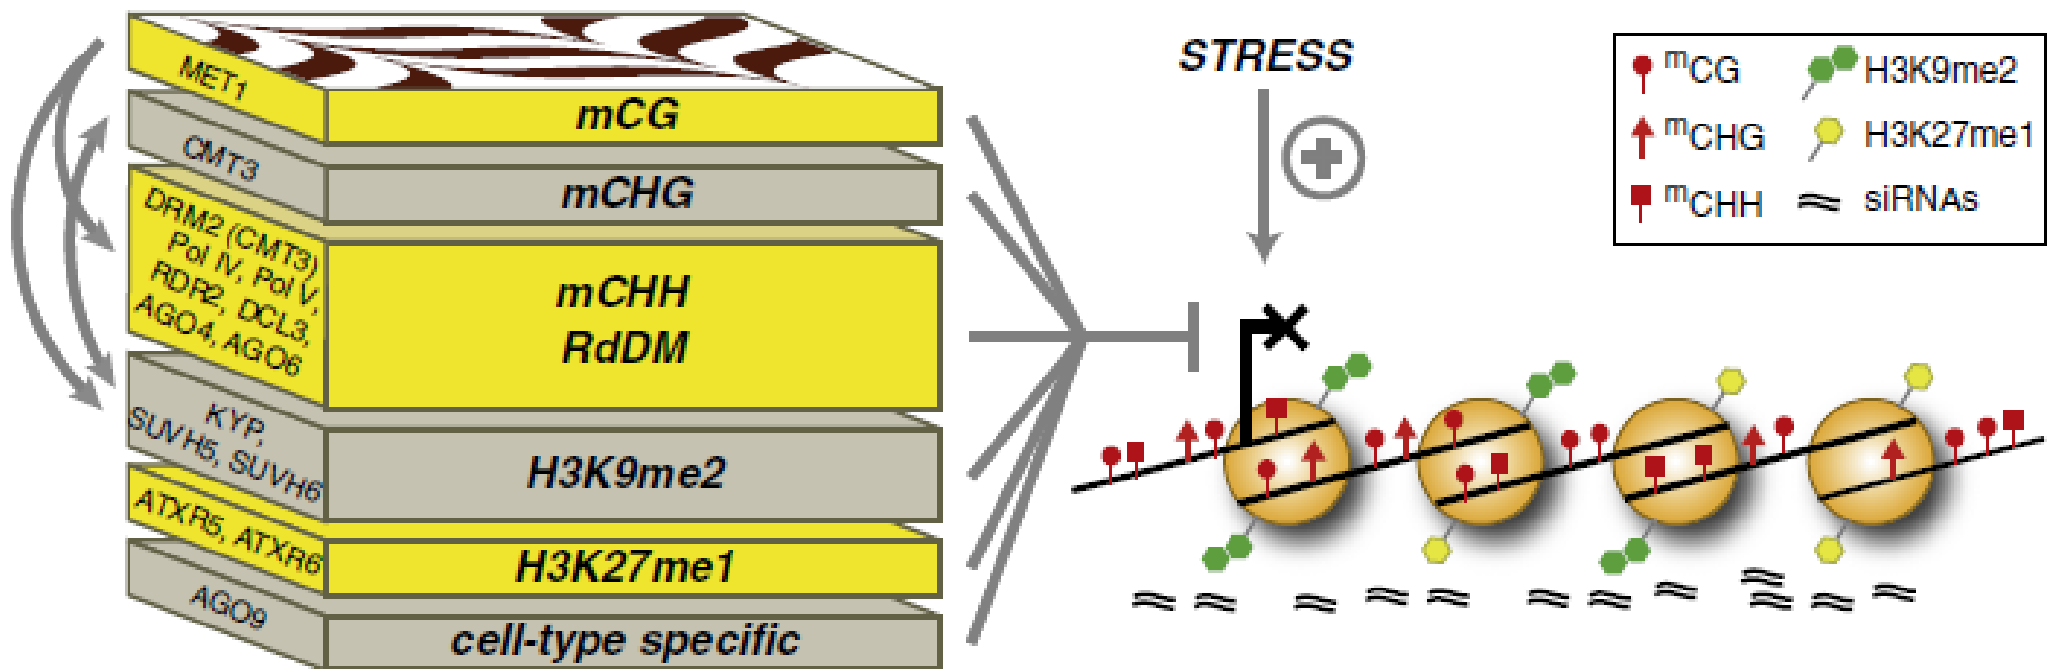 MET1
mCG
CMT3
mCHG
DRM2 (CMT3)
Pol IV, Pol V,
RDR2, DCL3,
AGO4, AGO6
mCHH
RdDM
KYP,
SUVH5, SUVH6
H3K9me2
ATXR5, ATXR6
H3K27me1
AGO9
cell-type specific
STRESS
mCG
H3K9me2
mCHG
H3K27me1
mCHH
siRNAs